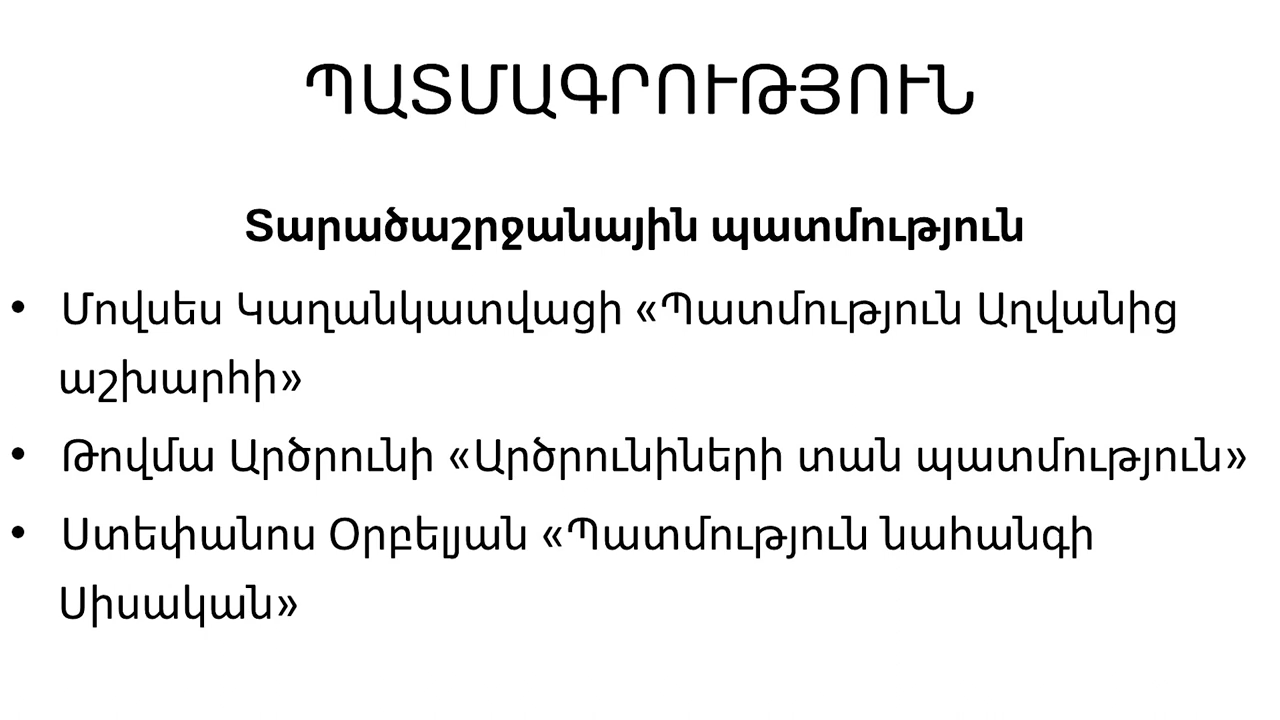 ՊԱՏՄԱԳՐՈՒԹՅՈՒՆ
Տարածաշրջանային պատմություն
• Մովսես Կաղանկատվացի «Պատմություն Աղվանից
աշխարհի»
• Թովմա Արծրունի «Արծրունիների տան պատմություն»
• Ստեփանոս Օրբելյան «Պատմություն նահանգի
Սիսական»